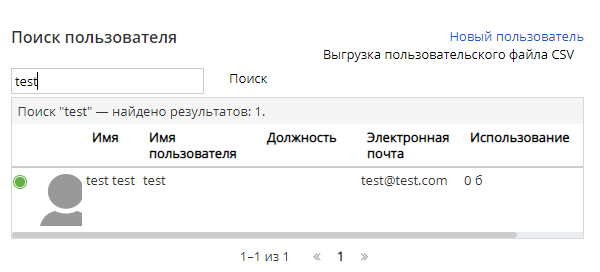 Поиск пользователя
Новый пользователь
Выгрузка пользовательского файла CSV
test
Поиск
Поиск "test" — найдено результатов: 1.
Имя Имя пользователя Должность Электронная почта Использование
test test test test@test.com 0 б
1–1 из 1 « 1 »